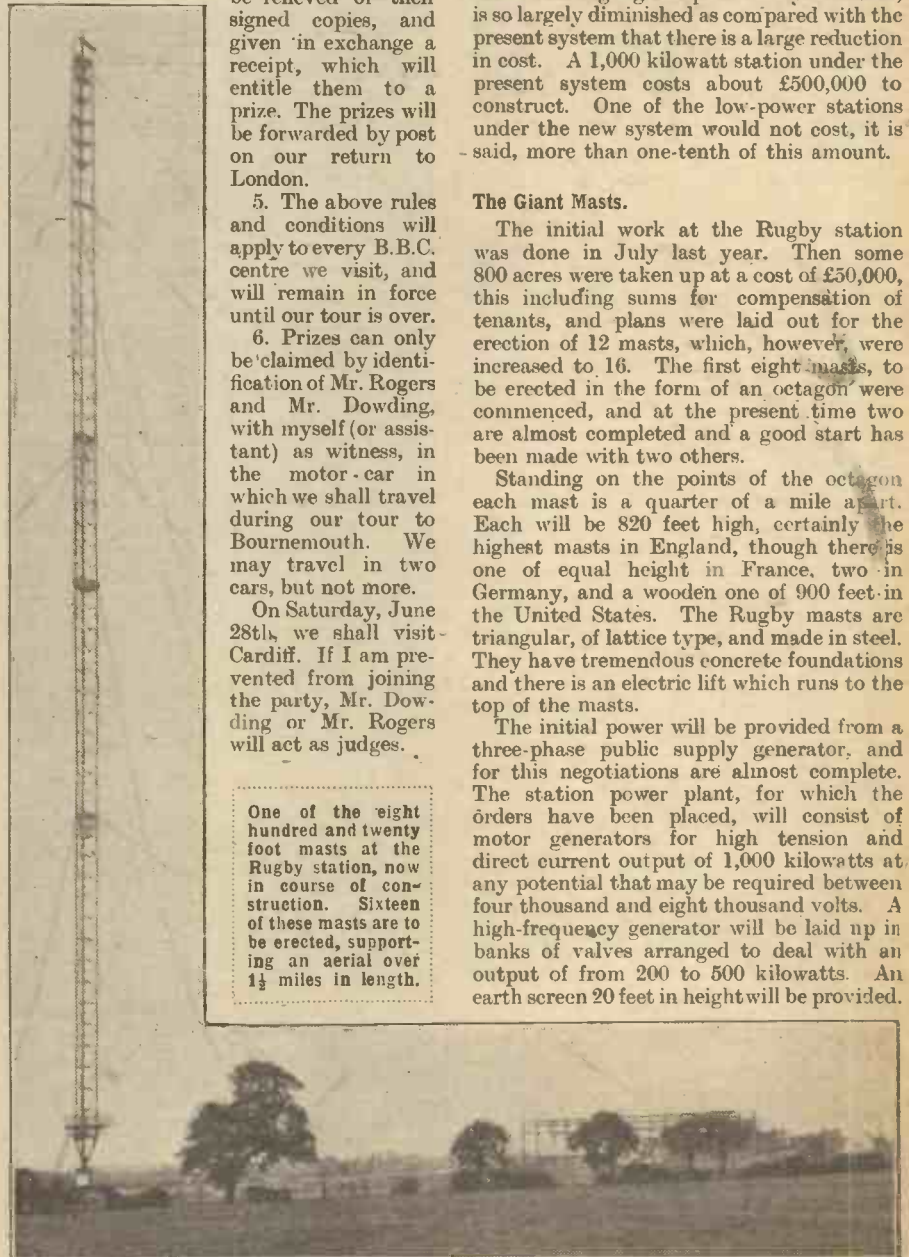 signed copies, and
given in exchange a
receipt, which will
entitle them to a
prize. The prizes will
be forwarded by post
on our return to
London.
5. The above rules
and conditions will
apply to every B.B.C.
centre we visit, and
will remain in force
until our tour is over.
6. Prizes can only
be claimed by identi-
fication of Mr. Rogers
and Mr. Dowding,
with myself (or assis-
tant) as witness, in
the motor-car in
which we shall travel
during our tour to
Bournemouth. We
may travel in two
cars, but not more.
On Saturday, June
28th, we shall visit
Cardiff. If I am pre-
vented from joining
the party, Mr. Dow-
ding or Mr. Rogers
will act as judges.
One of the eight
hundred and twenty
foot masts at the
Rugby station, now
in course of con-
struction. Sixteen
of these masts are to
be erected, support-
ing an aerial over
1½ miles in length.
is so largely diminished as compared with the
present system that there is a large reduction
in cost. A 1,000 kilowatt station under the
present system costs about £500,000 to
construct. One of the low-power stations
under the new system would not cost, it is
said, more than one-tenth of this amount.
The Giant Masts.
The initial work at the Rugby station
was done in July last year. Then some
800 acres were taken up at a cost of £50,000,
this including sums for compensation of
tenants, and plans were laid out for the
erection of 12 masts, which, however, were
increased to 16. The first eight masts, to
be erected in the form of an octagon were
commenced, and at the present time two
are almost completed and a good start has
been made with two others.
Standing on the points of the octagon
each mast is a quarter of a mile apart.
Each will be 820 feet high, certainly the
highest masts in England, though there is
one of equal height in France, two in
Germany, and a wooden one of 900 feet in
the United States. The Rugby masts are
triangular, of lattice type, and made in steel.
They have tremendous concrete foundations
and there is an electric lift which runs to the
top of the masts.
The initial power will be provided from a
three-phase public supply generator, and
for this negotiations are almost complete.
The station power plant, for which the
orders have been placed, will consist of
motor generators for high tension and
direct current output of 1,000 kilowatts at
any potential that may be required between
four thousand and eight thousand volts. A
high-frequency generator will be laid up in
banks of valves arranged to deal with an
output of from 200 to 500 kilowatts. An
earth screen 20 feet in height will be provided.